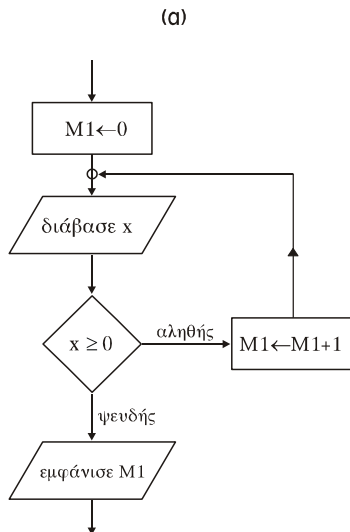 (α)
M1←0
διάβασε x
x ≥ 0
αληθής
M1←M1+1
ψευδής
εμφάνισε M1